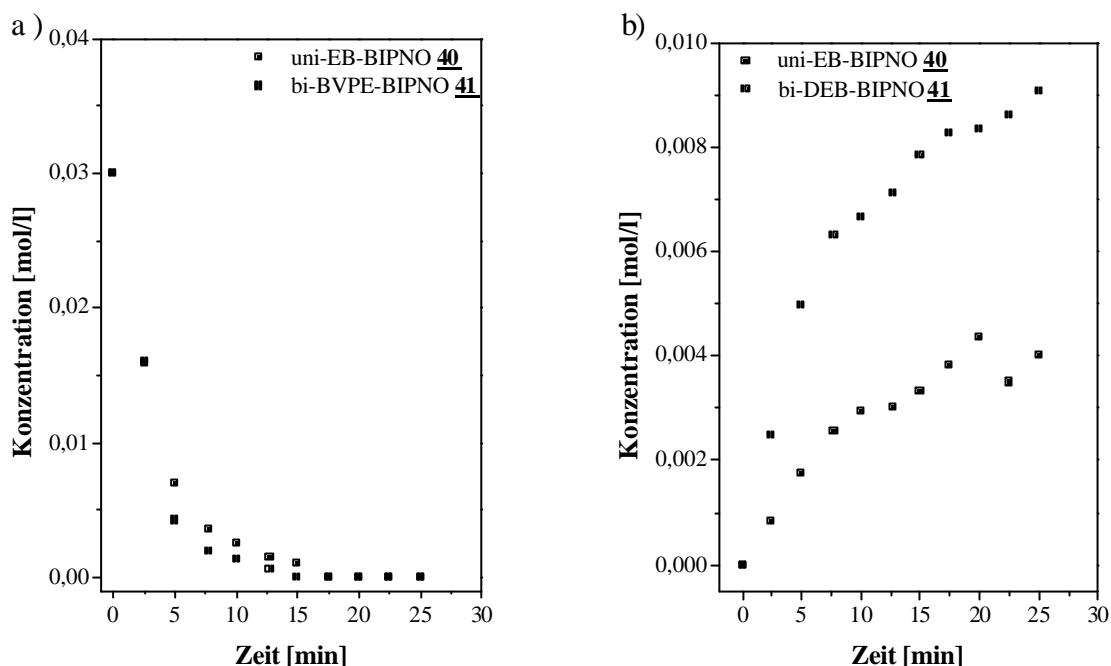 a )
0,04
0,03
0,02
0,01
0,00
Konzentration [mol/l]
uni-EB-BIPNO 40
bi-BVPE-BIPNO 41
0 5 10 15 20 25 30
Zeit [min]
b)
0,010
0,008
0,006
0,004
0,002
0,000
Konzentration [mol/l]
uni-EB-BIPNO 40
bi-DEB-BIPNO 41
0 5 10 15 20 25 30
Zeit [min]